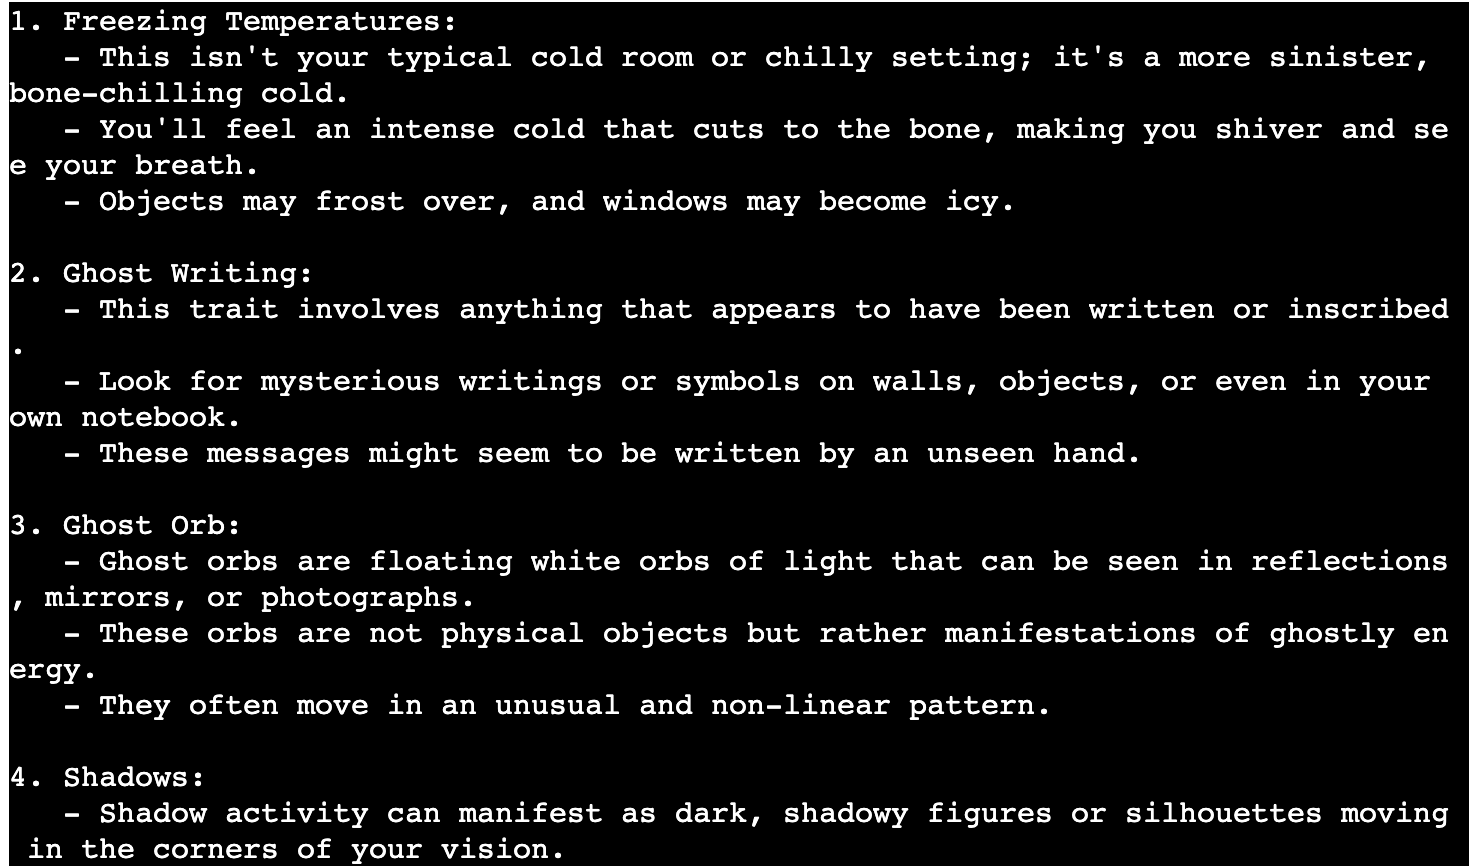 1. Freezing Temperatures:
   - This isn't your typical cold room or chilly setting; it's a more sinister,
bone-chilling cold.
   - You'll feel an intense cold that cuts to the bone, making you shiver and se
e your breath.
   - Objects may frost over, and windows may become icy.

2. Ghost Writing:
   - This trait involves anything that appears to have been written or inscribed
.
   - Look for mysterious writings or symbols on walls, objects, or even in your
own notebook.
   - These messages might seem to be written by an unseen hand.

3. Ghost Orb:
   - Ghost orbs are floating white orbs of light that can be seen in reflections
, mirrors, or photographs.
   - These orbs are not physical objects but rather manifestations of ghostly en
ergy.
   - They often move in an unusual and non-linear pattern.

4. Shadows:
   - Shadow activity can manifest as dark, shadowy figures or silhouettes moving
 in the corners of your vision.